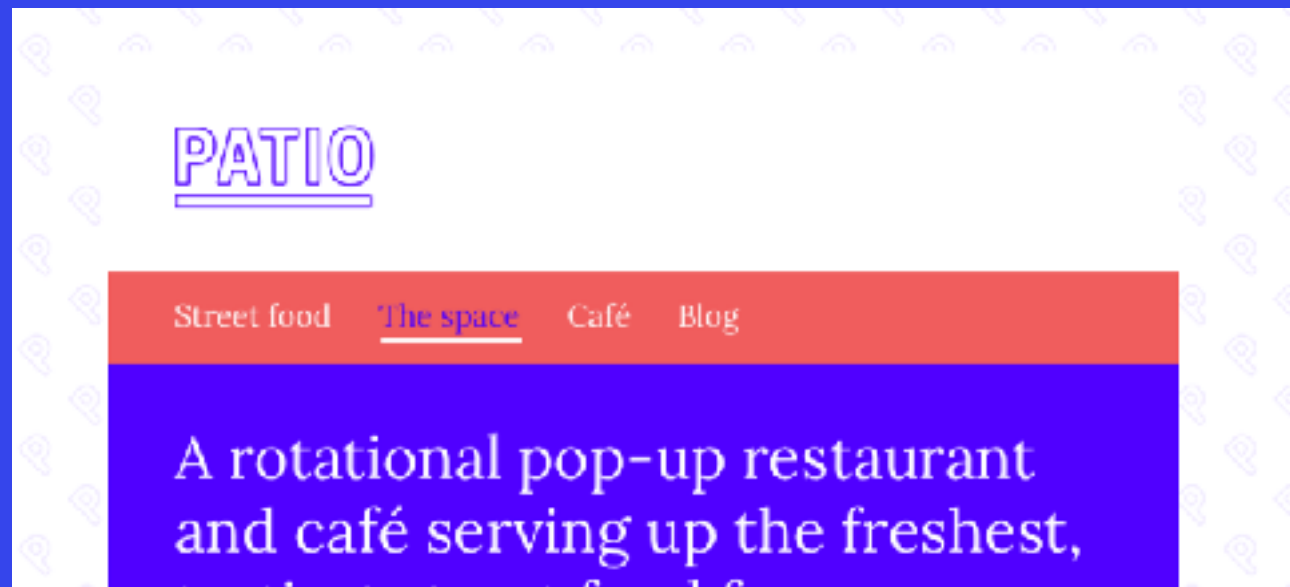 PATIO
Street food The space Café Blog
A rotational pop-up restaurant
and café serving up the freshest,